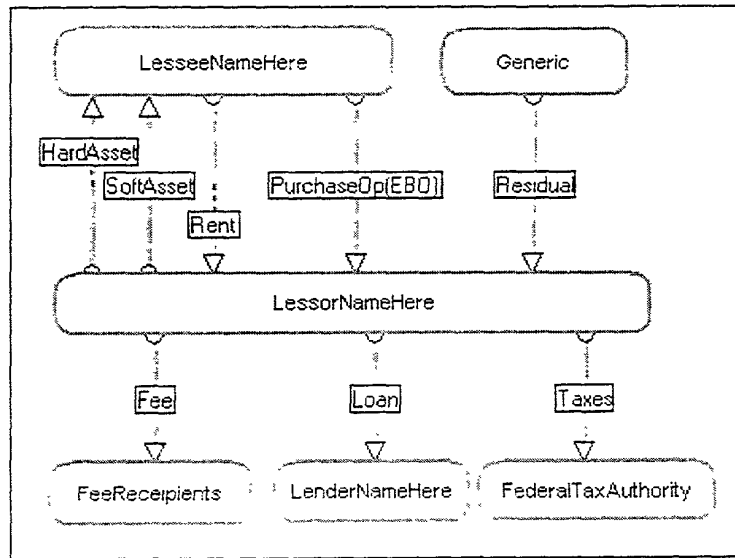 LesseeNameHere
Generic
HardAsset
SoftAsset
PurchaseOp(EBO)
Residual
Rent
LessorNameHere
Fee
Loan
Taxes
FeeReceipients
LenderNameHere
FederalTaxAuthority